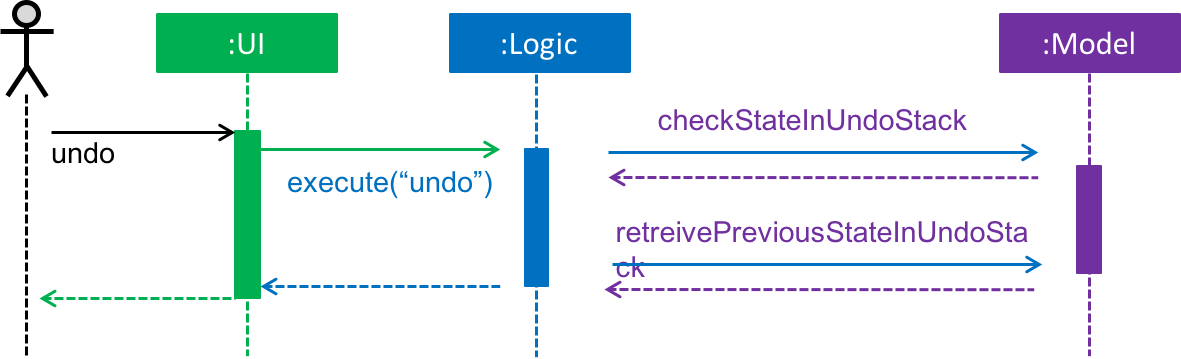 :UI
:Logic
:Model
checkStateInUndoStack
undo
execute(“undo”)
retreivePreviousStateInUndoSta
ck